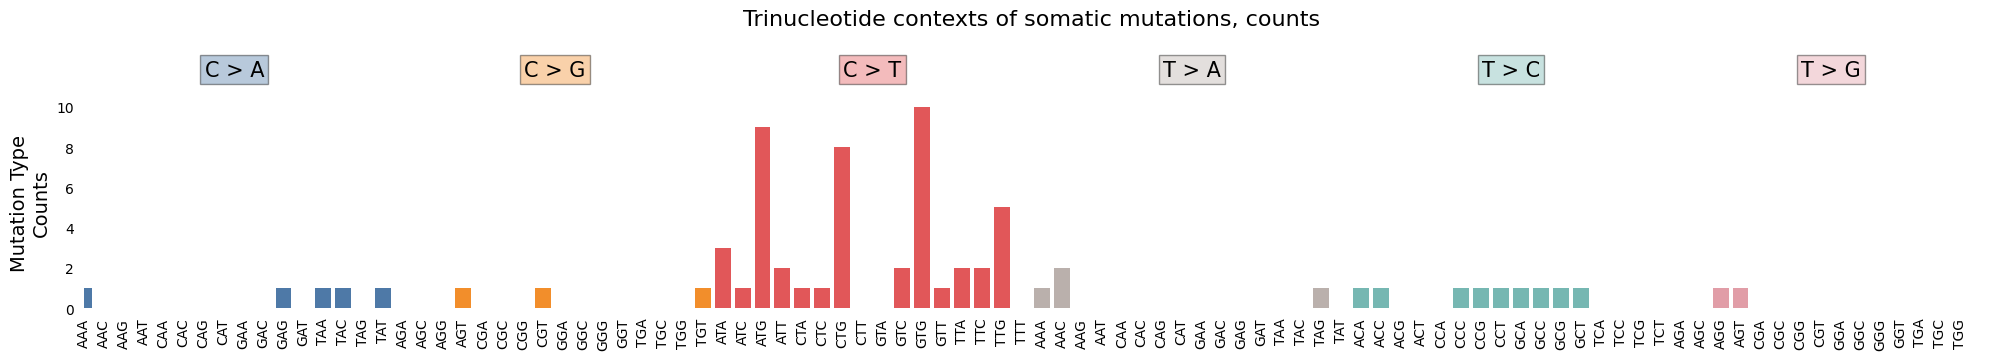 Trinucleotide contexts of somatic mutations, counts
C > A C > G C > T T > A T > C T > G
Mutation Type
Counts
10
8
6
4
2
0
AAA AAC AAG AAT CAA CAC CAG CAT GAA GAC GAG GAT TAA TAC TAG TAT AGA AGC AGG AGT CGA CGC CGG CGT GGA GGC GGG GGT TGA TGC TGG TGT ATA ATC ATG ATT CTA CTC CTG CTT GTA GTC GTG GTT TTA TTC TTG TTT AAA AAC AAG AAT CAA CAC CAG CAT GAA GAC GAG GAT TAA TAC TAG TAT ACA ACC ACG ACT CCA CCC CCG CCT GCA GCC GCG GCT TCA TCC TCG TCT AGA AGC AGG AGT CGA CGC CGG CGT GGA GGC GGG GGT TGA TGC TGG